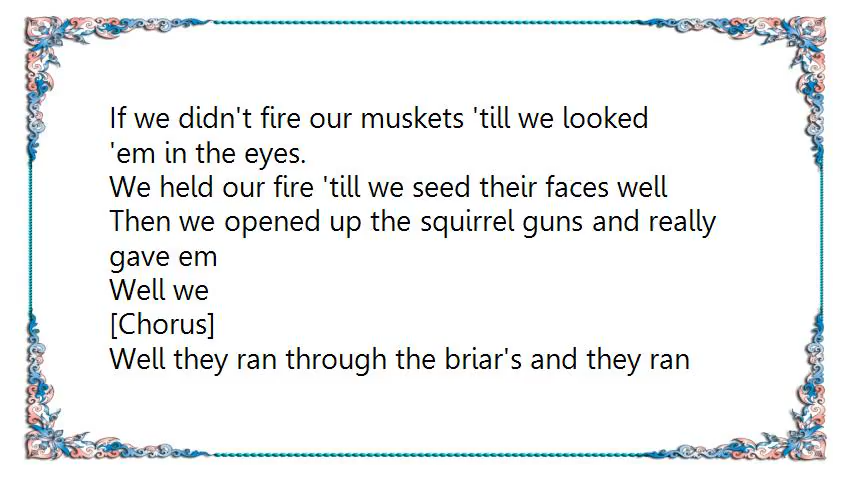 If we didn't fire our muskets 'till we looked
'em in the eyes.
We held our fire 'till we seed their faces well
Then we opened up the squirrel guns and really
gave em
Well we
[Chorus]
Well they ran through the briar's and they ran